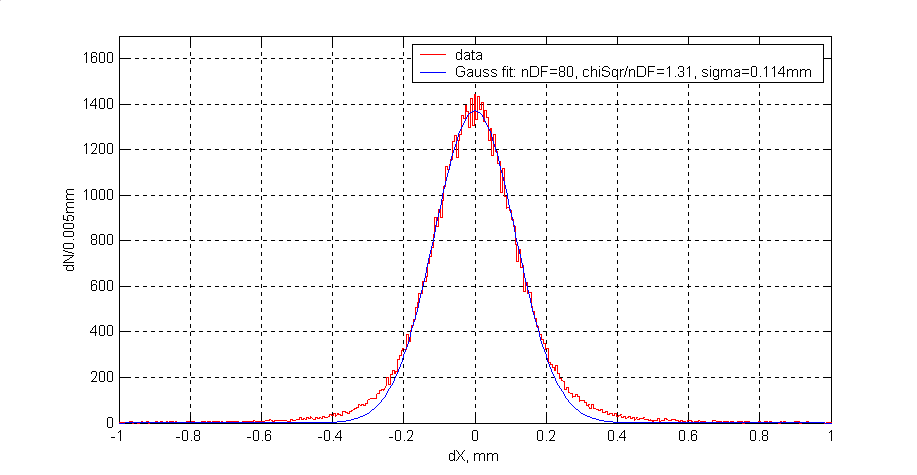 data
Gauss fit: nDF=80, chiSqr/nDF=1.31, sigma=0.114mm
1600
1400
1200
1000
800
600
400
200
0
dN/0.005mm
-1 -0.8 -0.6 -0.4 -0.2 0 0.2 0.4 0.6 0.8 1
dX, mm